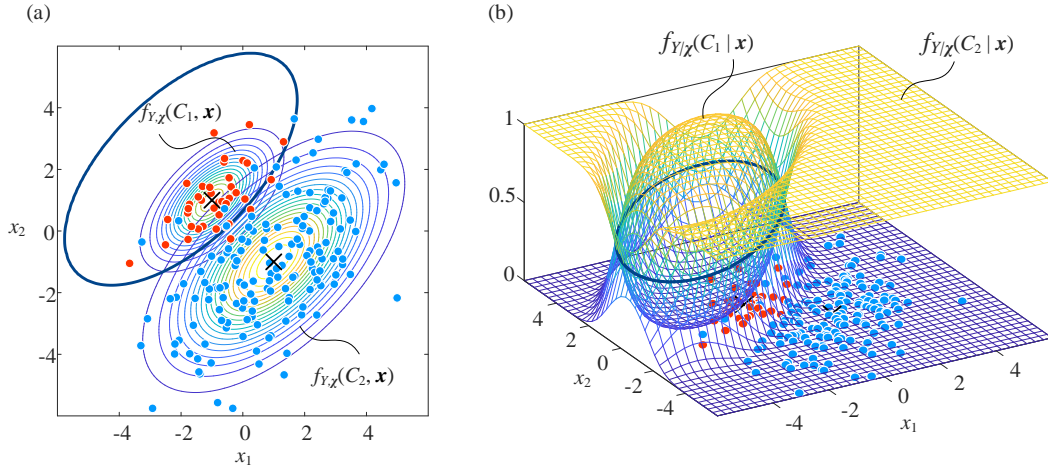 (a)
f_{Y,χ}(C_1, x)
f_{Y,χ}(C_2, x)
4
2
0
-2
-4
x_2
-4
-2
0
2
4
x_1
(b)
f_{Y/χ}(C_1 | x)
f_{Y/χ}(C_2 | x)
1
0.5
0
4
2
0
-2
-4
x_2
-4
-2
0
2
4
x_1